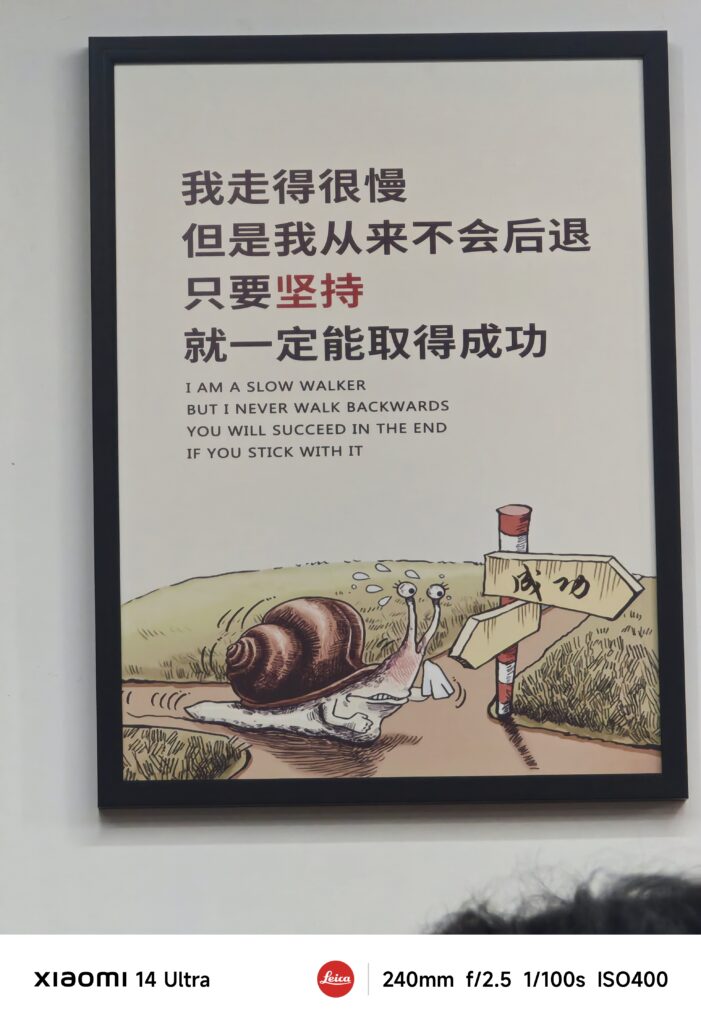 我走得很慢
但是我从来不会后退
只要坚持
就一定能取得成功
I AM A SLOW WALKER
BUT I NEVER WALK BACKWARDS
YOU WILL SUCCEED IN THE END
IF YOU STICK WITH IT
成功
XIAOMI 14 Ultra
Leica
240mm f/2.5 1/100s ISO400